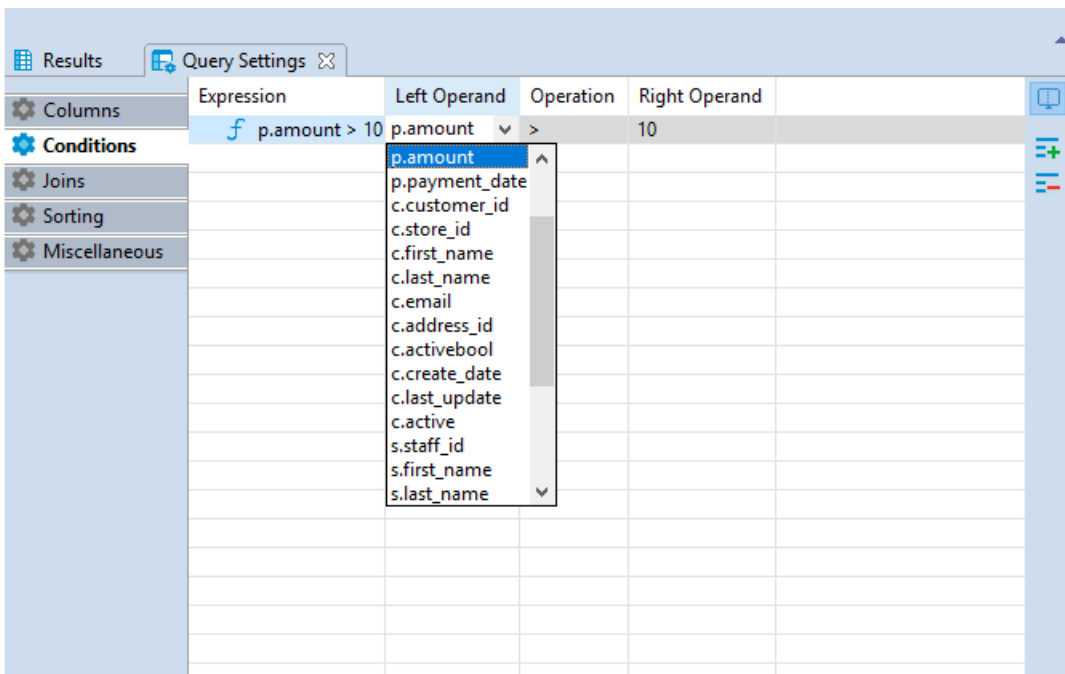 Results Query Settings
Expression Left Operand Operation Right Operand
Columns
Conditions
Joins
Sorting
Miscellaneous
p.amount > 10 p.amount > 10
p.amount
p.payment_date
c.customer_id
c.store_id
c.first_name
c.last_name
c.email
c.address_id
c.activebool
c.create_date
c.last_update
c.active
s.staff_id
s.first_name
s.last_name